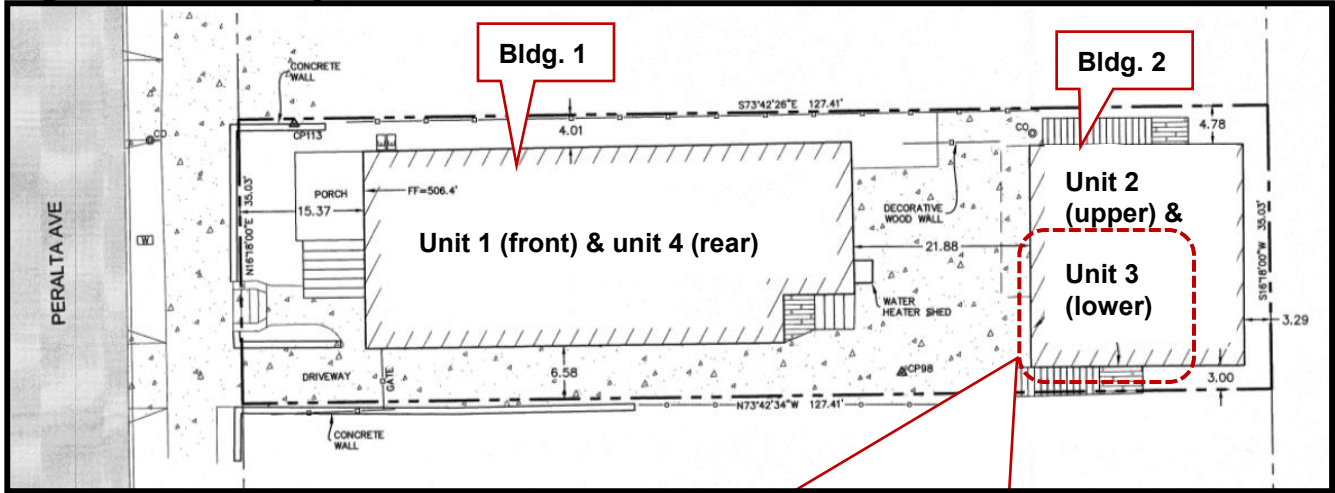 Bldg. 1
Bldg. 2
CONCRETE
WALL
S73°42'26"E 127.41'
CP113
CO
4.01
CO
4.78
PORCH
FF=506.4'
15.37
N16°18'00"E 35.03'
DECORATIVE
WOOD WALL
Unit 2
(upper) &
Unit 1 (front) & unit 4 (rear)
21.88
Unit 3
(lower)
S16°18'00"W 35.03'
W
PERALTA AVE
WATER
HEATER SHED
3.29
DRIVEWAY
GATE
6.58
CP98
3.00
N73°42'34"W 127.41'
CONCRETE
WALL